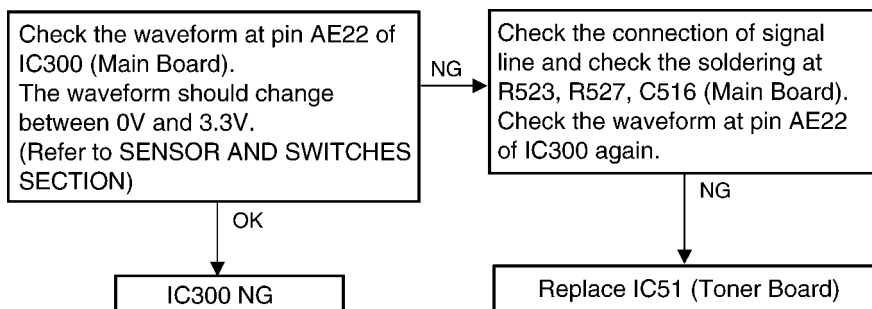 Check the waveform at pin AE22 of
IC300 (Main Board).
The waveform should change
between 0V and 3.3V.
(Refer to SENSOR AND SWITCHES
SECTION)
NG
Check the connection of signal
line and check the soldering at
R523, R527, C516 (Main Board).
Check the waveform at pin AE22
of IC300 again.
OK
NG
IC300 NG
Replace IC51 (Toner Board)